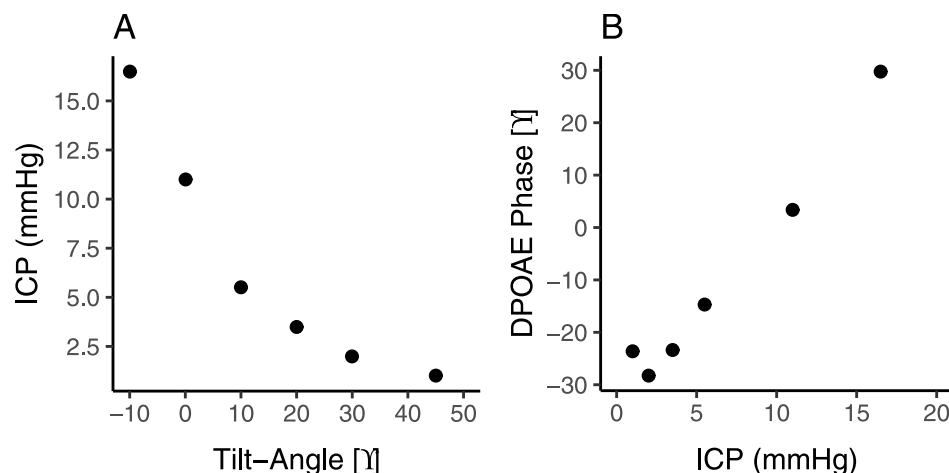 A
ICP (mmHg)
15.0
12.5
10.0
7.5
5.0
2.5
−10 0 10 20 30 40 50
Tilt−Angle [ϒ]
B
DPOAE Phase [ϒ]
30
20
10
0
−10
−20
−30
0 5 10 15 20
ICP (mmHg)